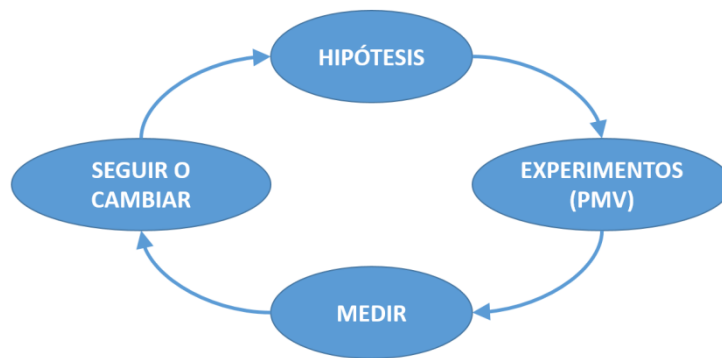 HIPÓTESIS
EXPERIMENTOS
(PMV)
MEDIR
SEGUIR O
CAMBIAR